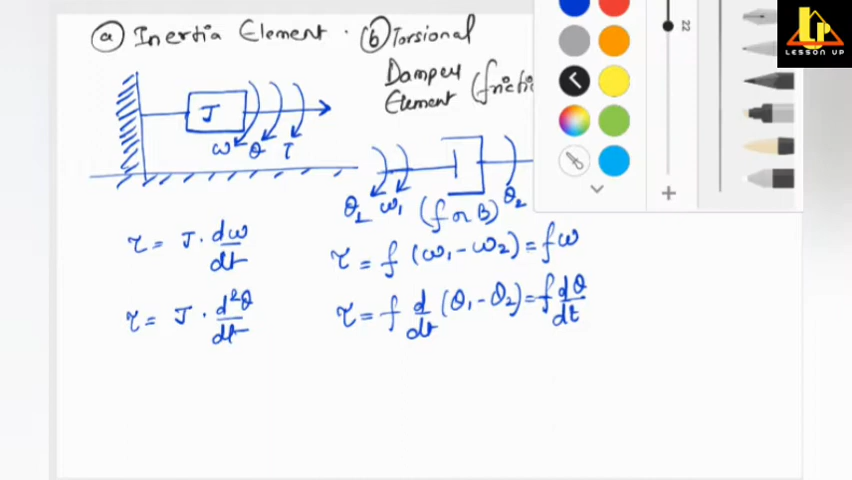 ⓐ Inertia Element. ⓑ Torsional
Damper
Element (frictio
J
ω θ τ
θ1 ω1 (f or B) θ2
τ = J. dω/dt
τ = f (ω1-ω2) = fω
τ = J. d²θ/dt
τ = f d/dt (θ1-θ2) = f dθ/dt
22
LESSON UP